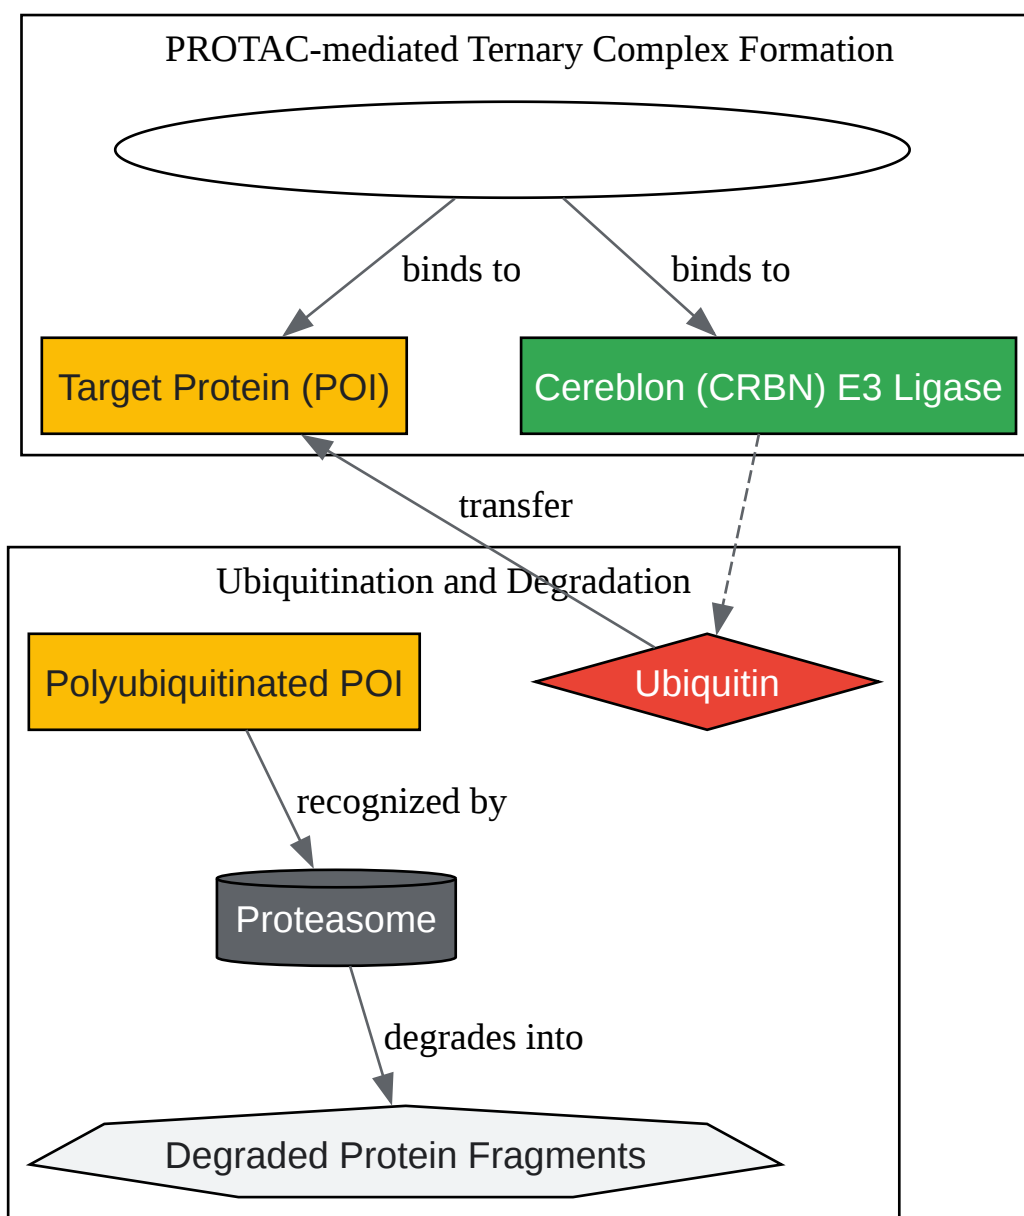 PROTAC-mediated Ternary Complex Formation
binds to
binds to
Target Protein (POI)
Cereblon (CRBN) E3 Ligase
transfer
Ubiquitination and Degradation
Polyubiquitinated POI
Ubiquitin
recognized by
Proteasome
degrades into
Degraded Protein Fragments